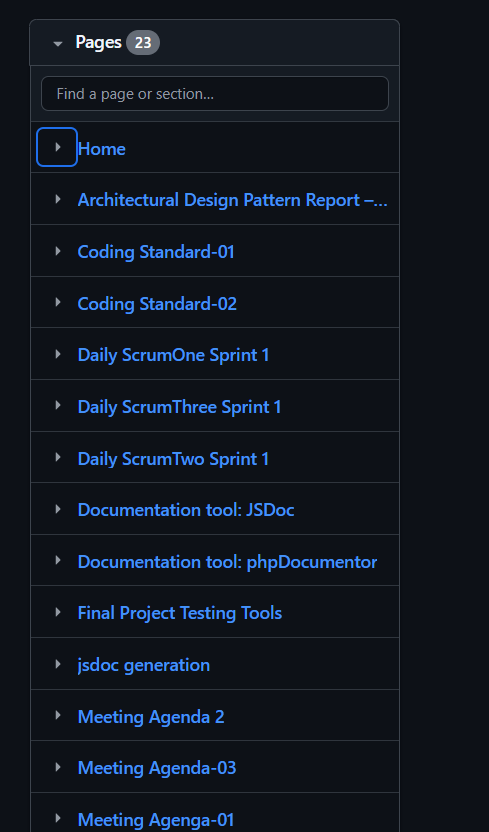 Pages 23
Find a page or section...
Home
Architectural Design Pattern Report –...
Coding Standard-01
Coding Standard-02
Daily ScrumOne Sprint 1
Daily ScrumThree Sprint 1
Daily ScrumTwo Sprint 1
Documentation tool: JSDoc
Documentation tool: phpDocumentor
Final Project Testing Tools
jsdoc generation
Meeting Agenda 2
Meeting Agenda-03
Meeting Agenga-01